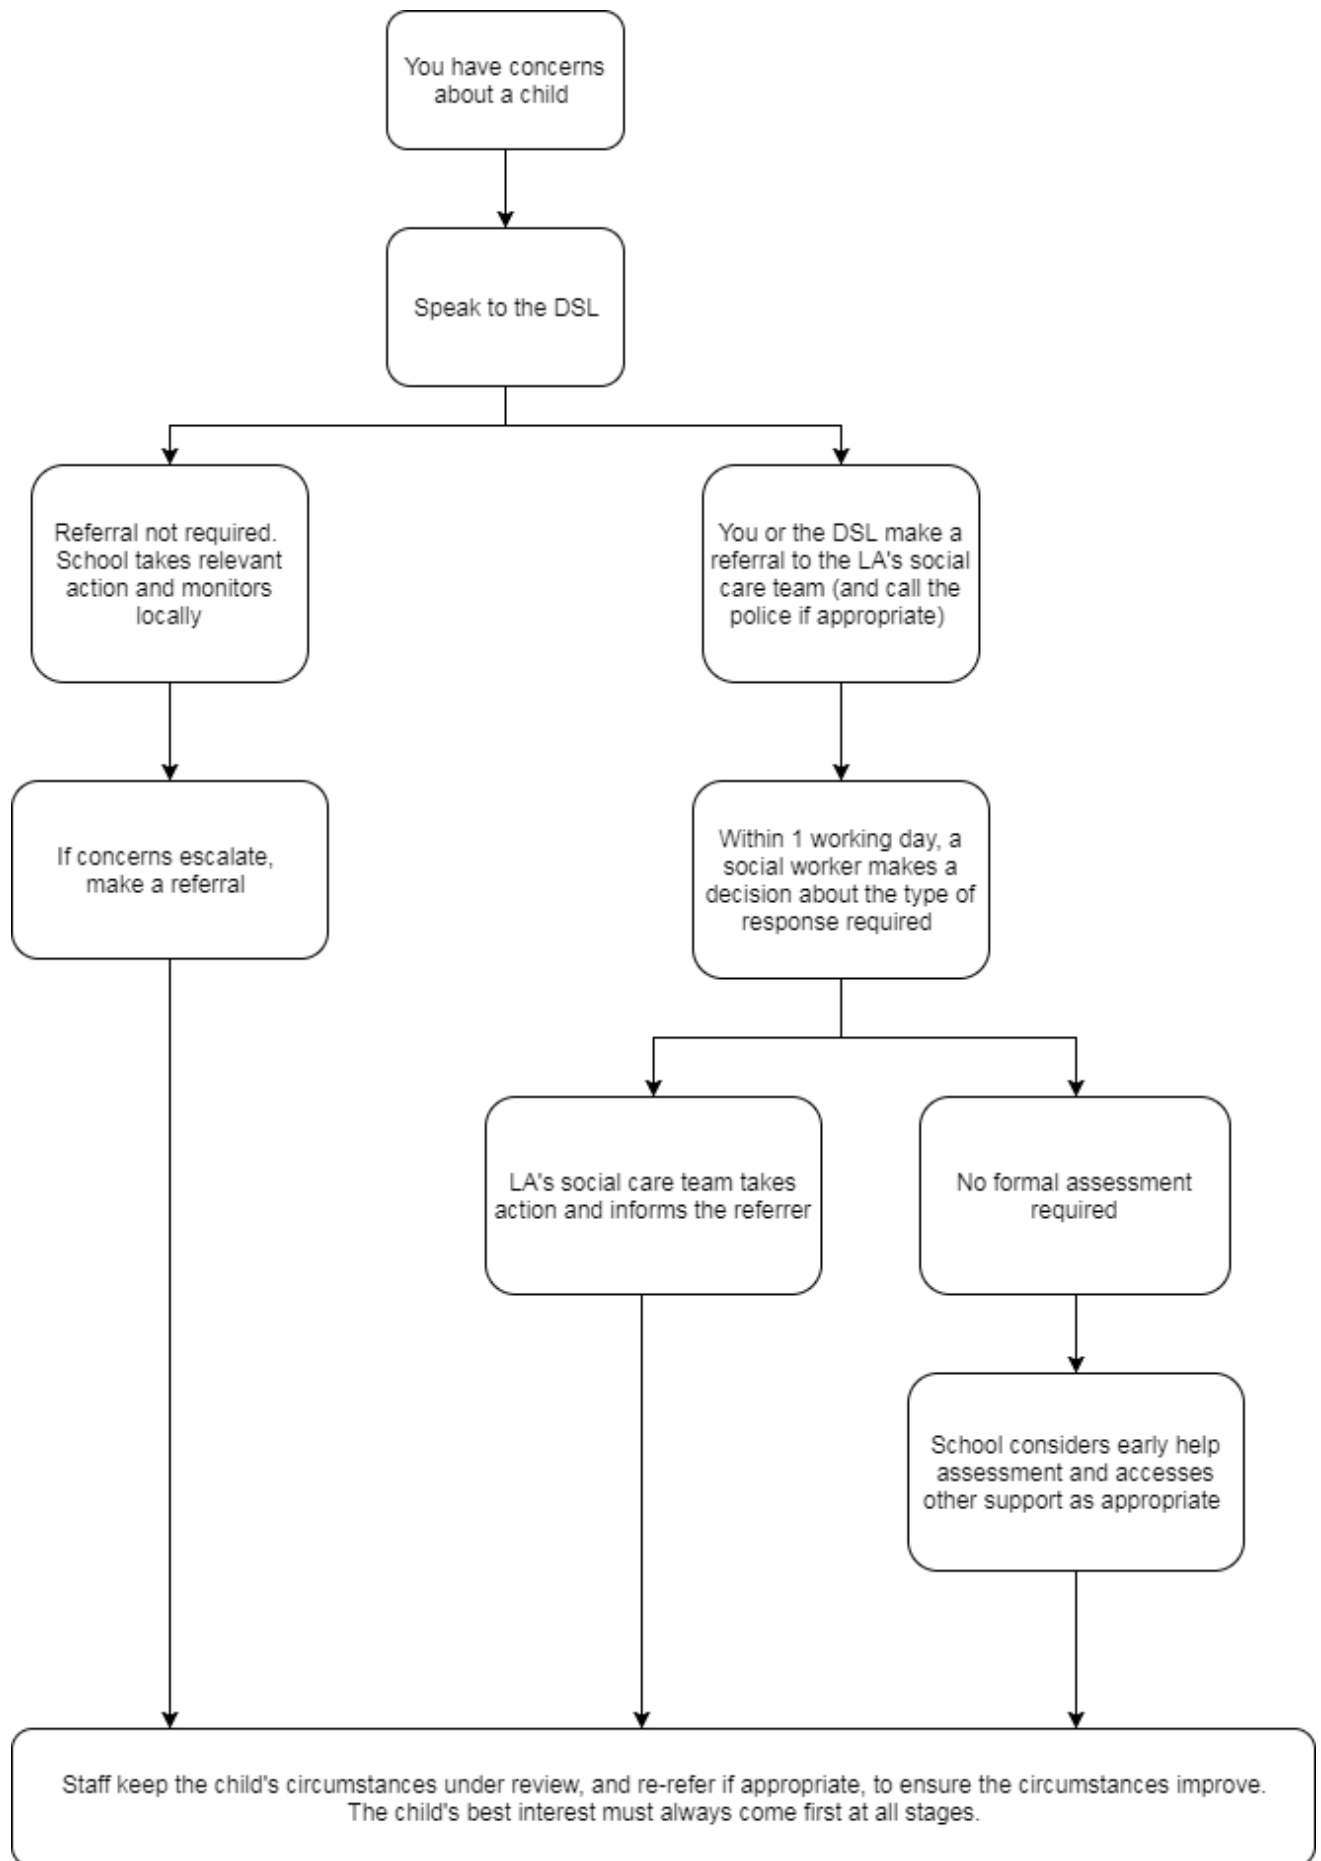 You have concerns
about a child
Speak to the DSL
Referral not required.
School takes relevant
action and monitors
locally
You or the DSL make a
referral to the LA's social
care team (and call the
police if appropriate)
If concerns escalate,
make a referral
Within 1 working day, a
social worker makes a
decision about the type of
response required
LA's social care team takes
action and informs the referrer
No formal assessment
required
School considers early help
assessment and accesses
other support as appropriate
Staff keep the child's circumstances under review, and re-refer if appropriate, to ensure the circumstances improve.
The child's best interest must always come first at all stages.